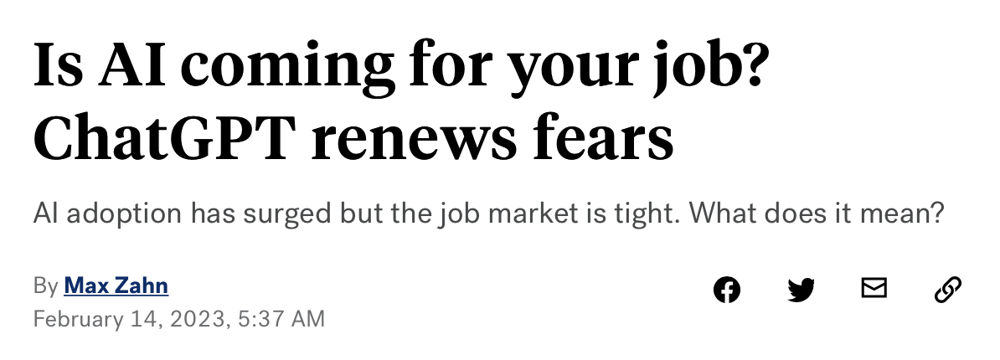 Is AI coming for your job?
ChatGPT renews fears
AI adoption has surged but the job market is tight. What does it mean?
By Max Zahn
February 14, 2023, 5:37 AM